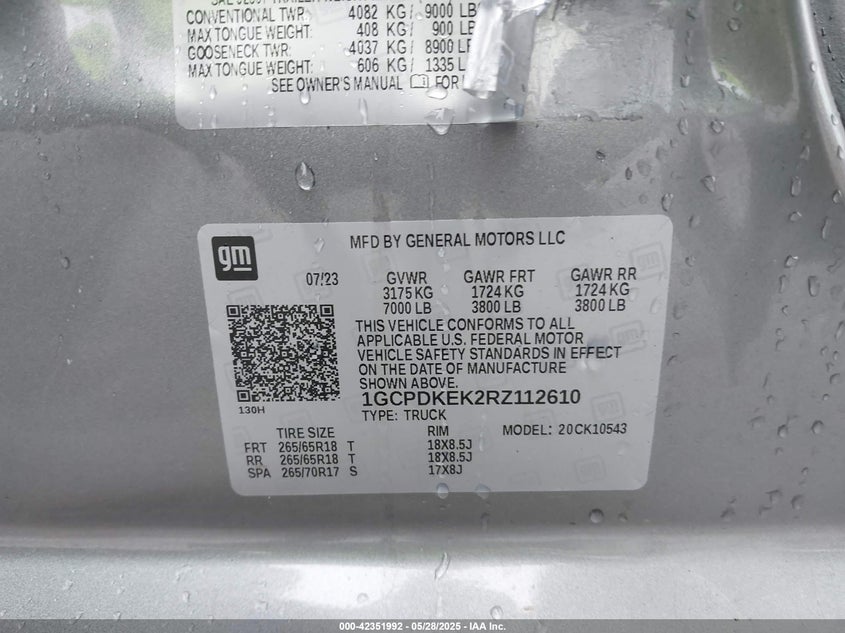 CONVENTIONAL TWR: 4082 KG/ 9000 LB
MAX TONGUE WEIGHT: 408 KG/ 900 LB
GOOSENECK TWR: 4037 KG/ 8900 LB
MAX TONGUE WEIGHT: 606 KG/ 1335 L
SEE OWNER'S MANUAL FOR
gm
MFD BY GENERAL MOTORS LLC
07/23 GVWR GAWR FRT GAWR RR
3175 KG 1724 KG 1724 KG
7000 LB 3800 LB 3800 LB
THIS VEHICLE CONFORMS TO ALL
APPLICABLE U.S. FEDERAL MOTOR
VEHICLE SAFETY STANDARDS IN EFFECT
ON THE DATE OF MANUFACTURE
SHOWN ABOVE.
130H
1GCPDKEK2RZ112610
TYPE: TRUCK
TIRE SIZE RIM MODEL: 20CK10543
FRT 265/65R18 T 18X8.5J
RR 265/65R18 T 18X8.5J
SPA 265/70R17 S 17X8J
000-42351992 — 05/28/2025 — IAA Inc.